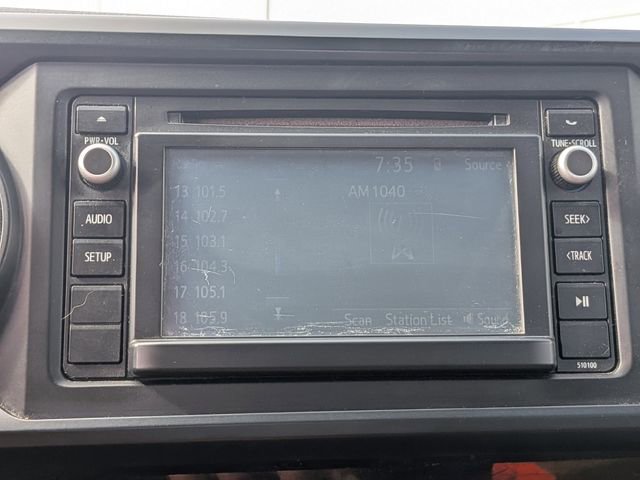 PWR•VOL
AUDIO
SETUP
Radio 7:35 Source
13 101.5 AM 1040
14 102.7
15 103.1
16 104.3
17 105.1
18 105.9
Scan Station List Sound
TUNE•SCROLL
SEEK>
<TRACK
510100